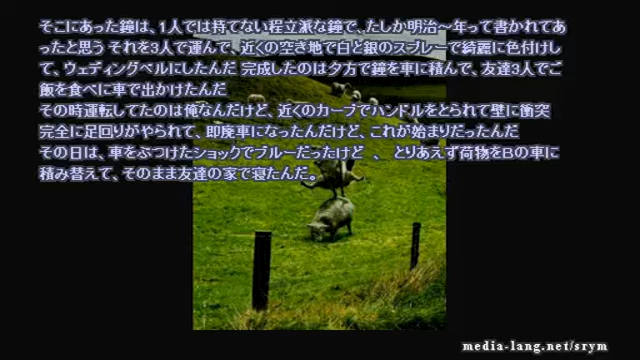 そこにあった鐘は、1人では持てない程立派な鐘で、たしか明治～年って書かれてあ
ったと思う それを3人で運んで、近くの空き地で白と銀のスプレーで綺麗に色付けし
て、ウェディングベルにしたんだ 完成したのは夕方で鐘を車に積んで、友達3人でご
飯を食べに車で出かけたんだ
その時運転してたのは俺なんだけど、近くのカーブでハンドルをとられて壁に衝突
完全に足回りがやられて、即廃車になったんだけど、これが始まりだったんだ
その日は、車をぶつけたショックでブルーだったけど 、 とりあえず荷物をBの車に
積み替えて、そのまま友達の家で寝たんだ。
media-lang.net/srym